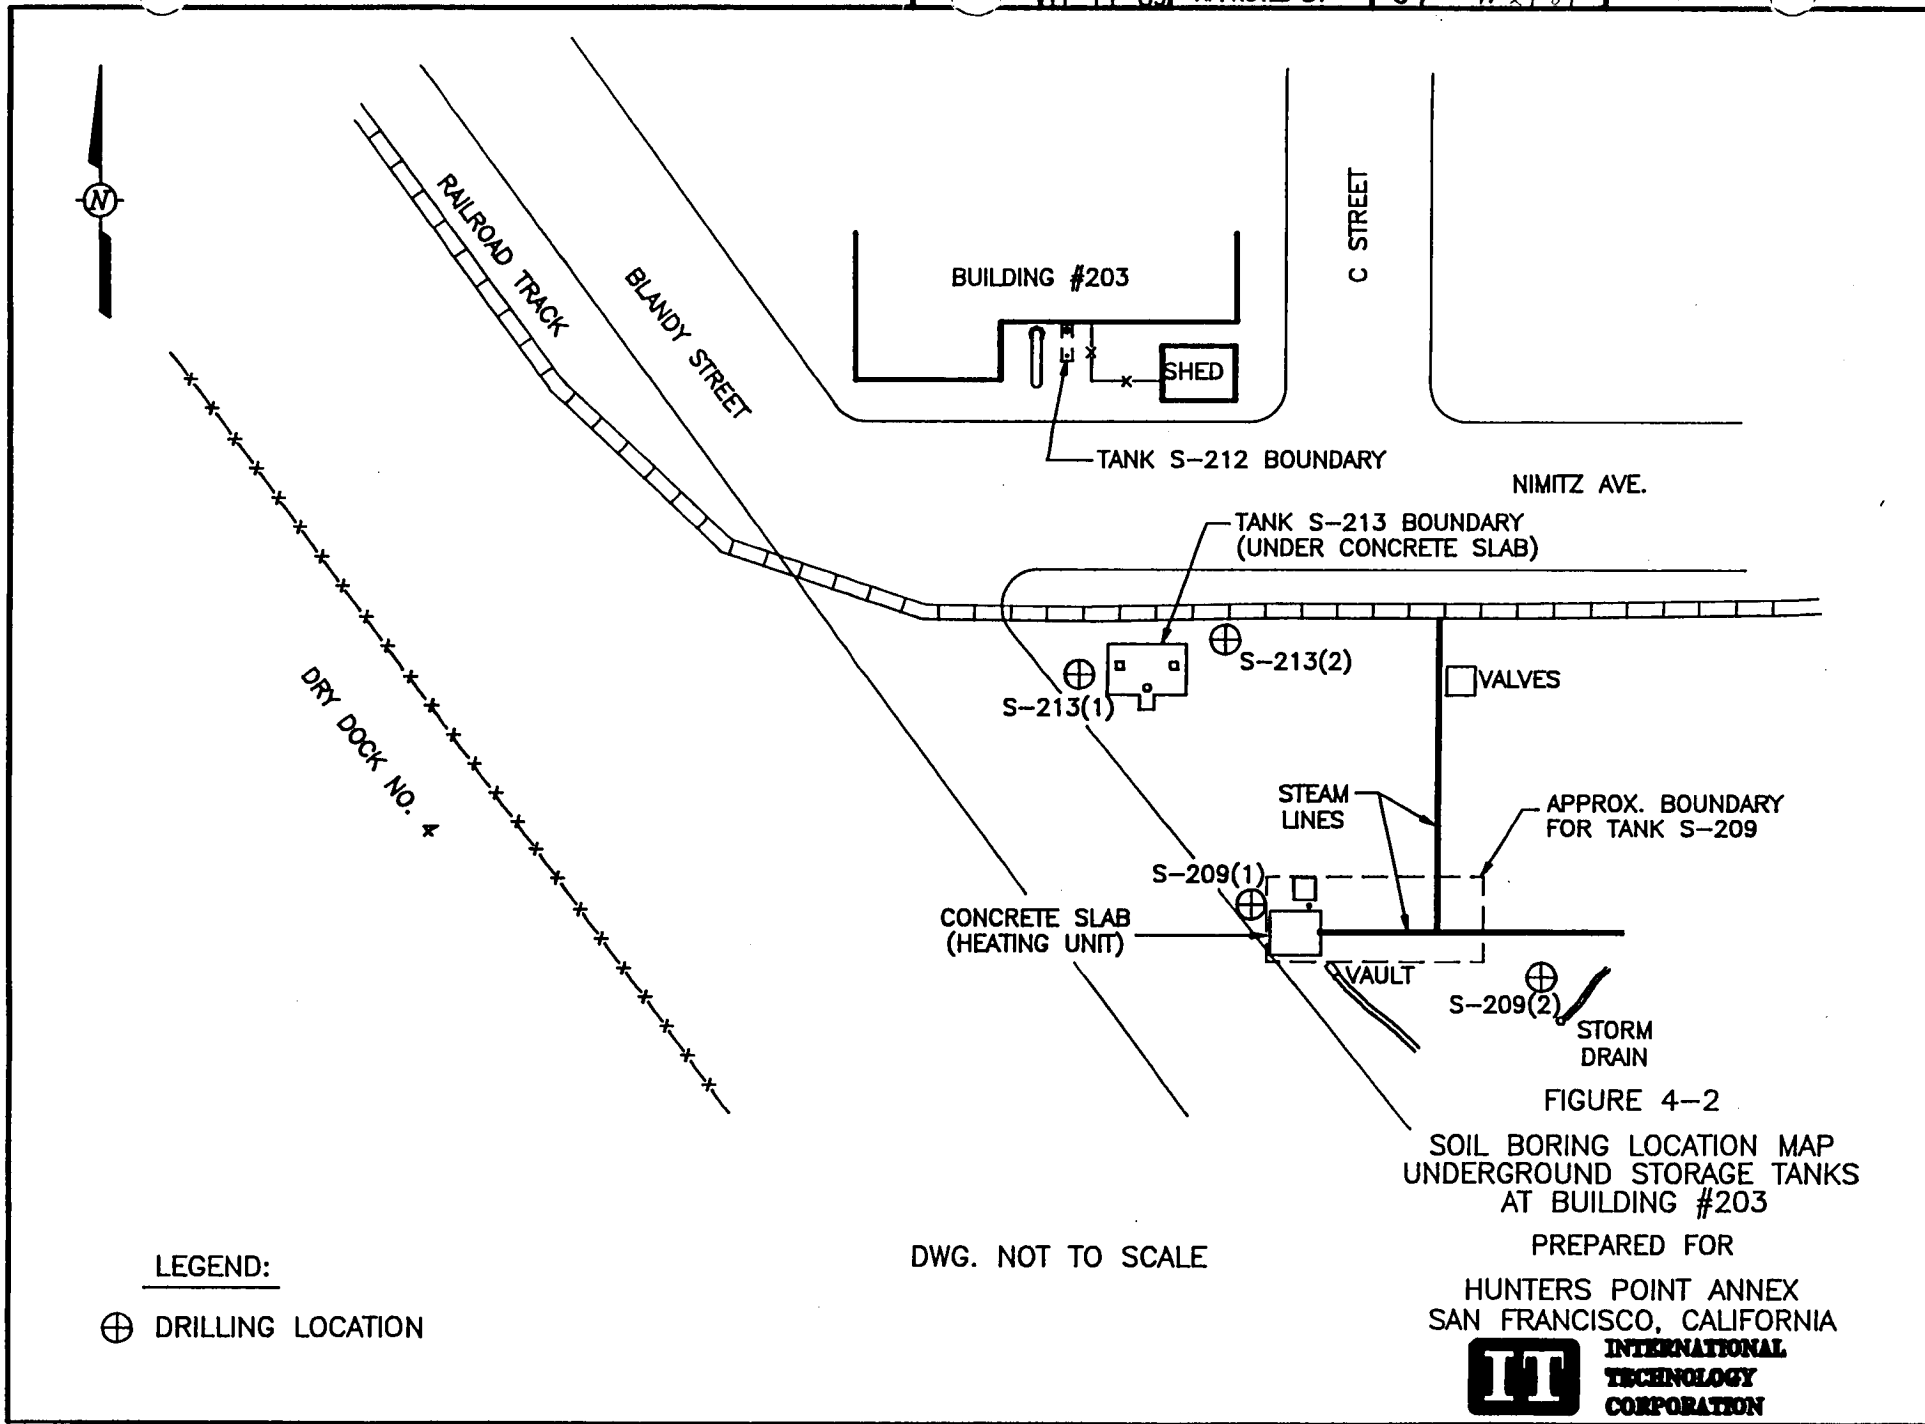 N
RAILROAD TRACK
BLANDY STREET
BUILDING #203
C STREET
SHED
TANK S-212 BOUNDARY
NIMITZ AVE.
TANK S-213 BOUNDARY
(UNDER CONCRETE SLAB)
S-213(2)
S-213(1)
VALVES
DRY DOCK NO. 4
STEAM
LINES
APPROX. BOUNDARY
FOR TANK S-209
S-209(1)
CONCRETE SLAB
(HEATING UNIT)
VAULT
S-209(2)
STORM
DRAIN
FIGURE 4-2
SOIL BORING LOCATION MAP
UNDERGROUND STORAGE TANKS
AT BUILDING #203
PREPARED FOR
HUNTERS POINT ANNEX
SAN FRANCISCO, CALIFORNIA
DWG. NOT TO SCALE
LEGEND:
DRILLING LOCATION
IT
INTERNATIONAL
TECHNOLOGY
CORPORATION